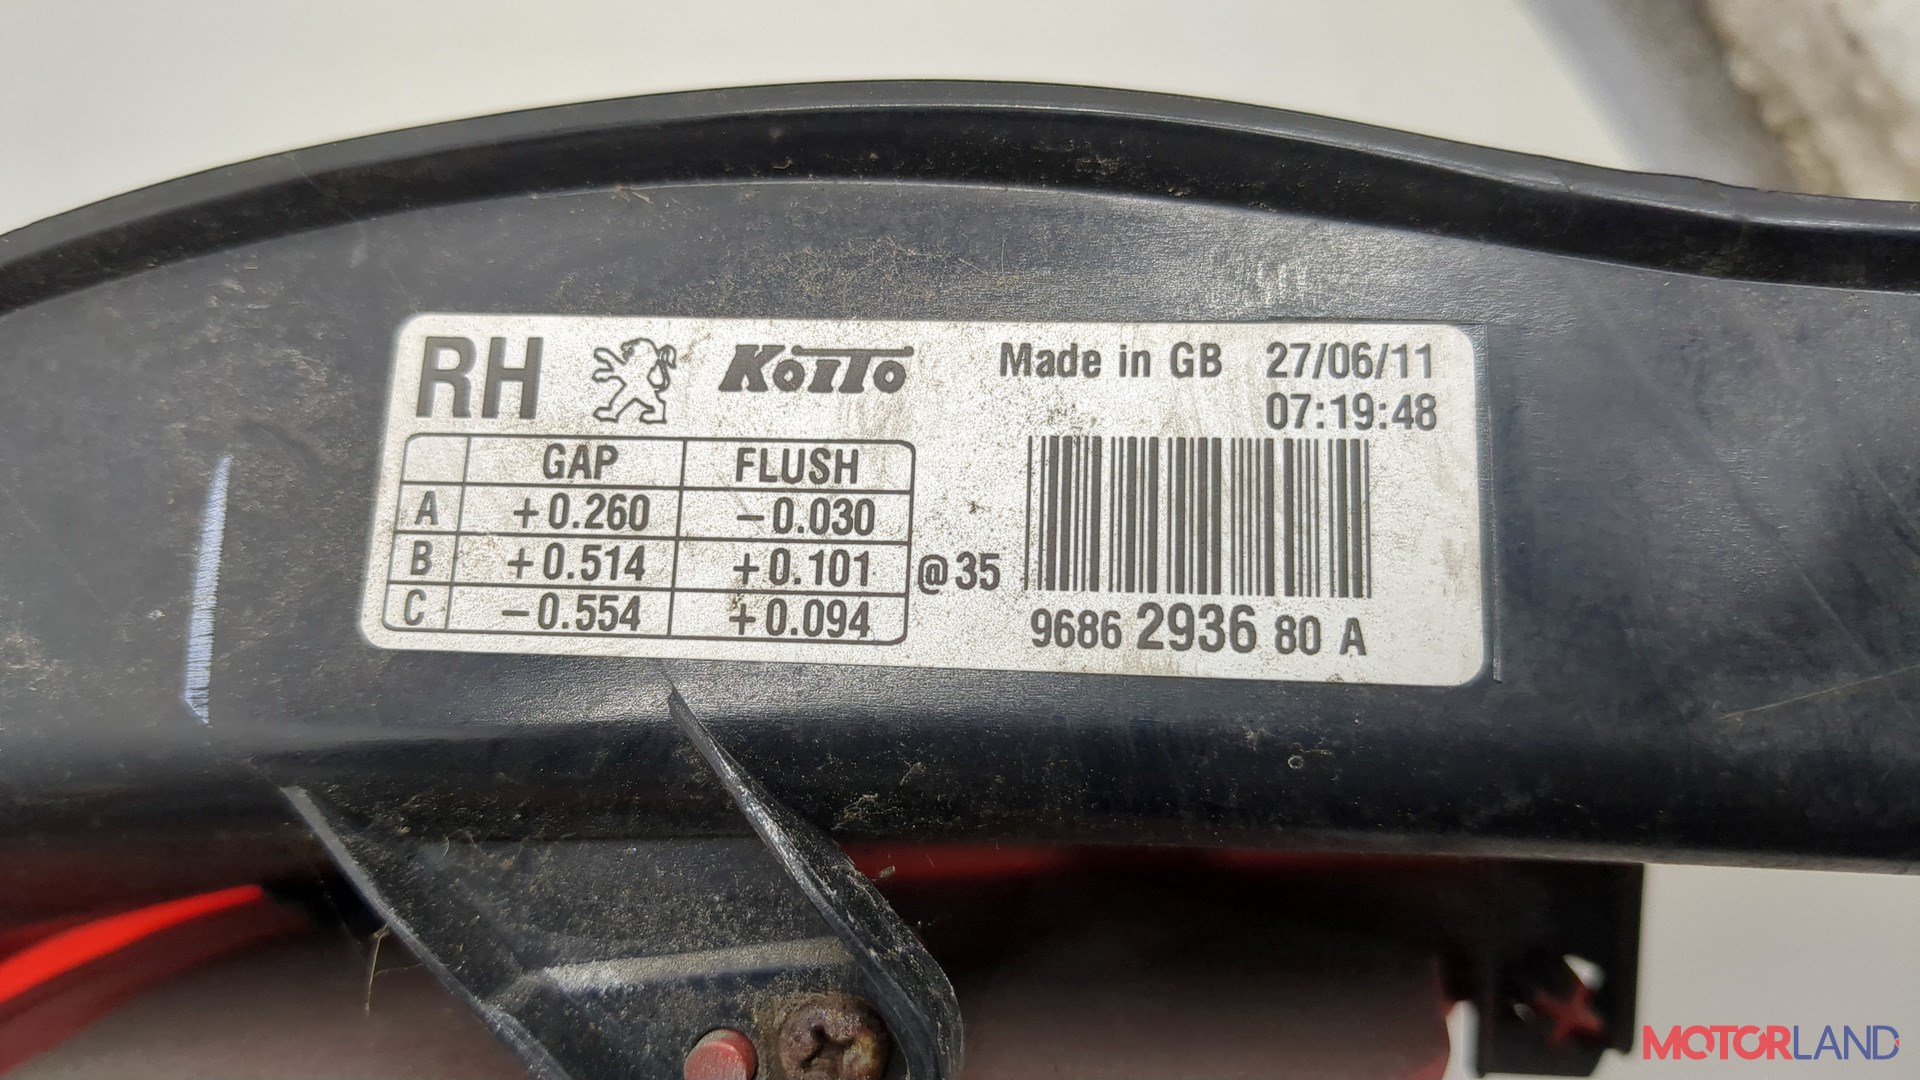 RH KOITO Made in GB 27/06/11
07:19:48
GAP FLUSH
A +0.260 -0.030
B +0.514 +0.101 @35
C -0.554 +0.094
9686 2936 80 A
MOTORLAND